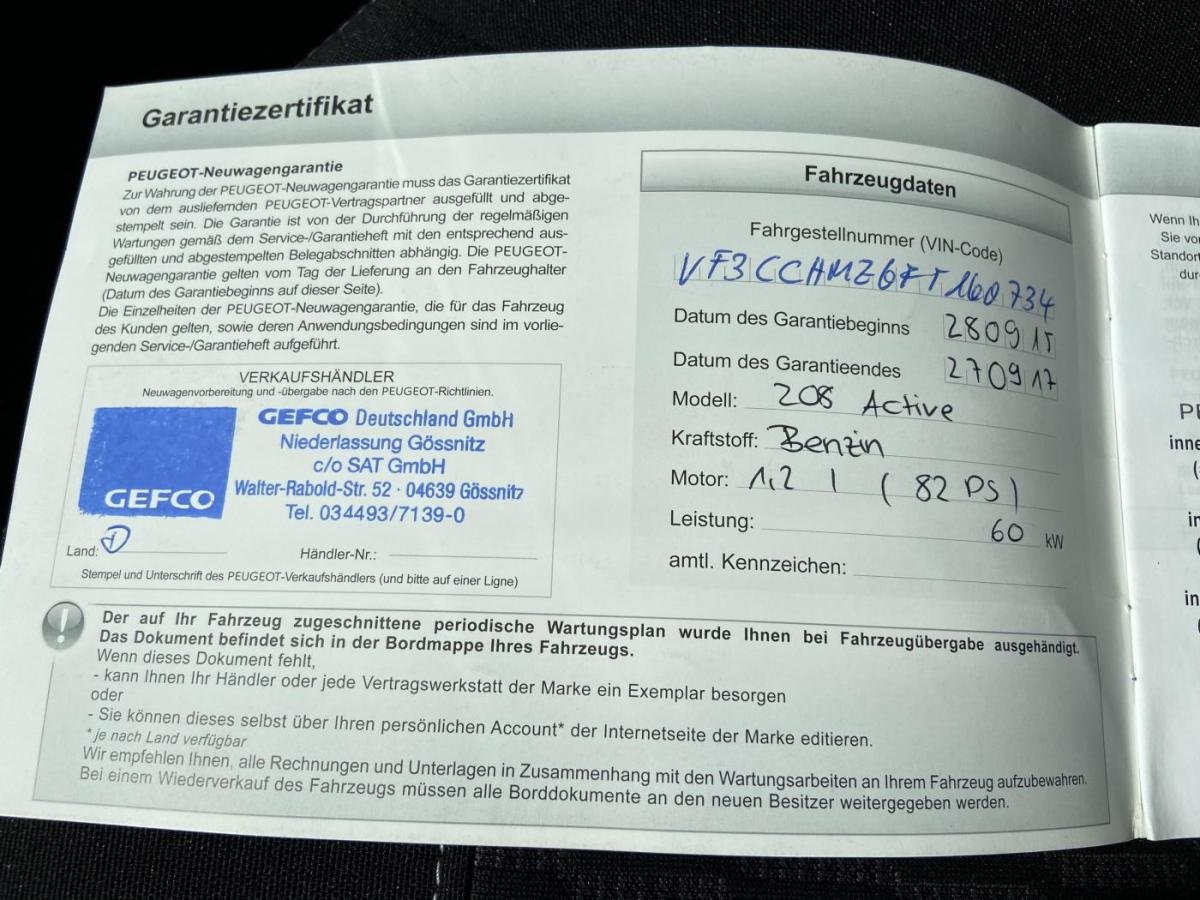 Garantiezertifikat
PEUGEOT-Neuwagengarantie
Zur Wahrung der PEUGEOT-Neuwagengarantie muss das Garantiezertifikat
von dem ausliefernden PEUGEOT-Vertragspartner ausgefüllt und abge-
stempelt sein. Die Garantie ist von der Durchführung der regelmäßigen
Wartungen gemäß dem Service-/Garantieheft mit den entsprechend aus-
gefüllten und abgestempelten Belegabschnitten abhängig. Die PEUGEOT-
Neuwagengarantie gelten vom Tag der Lieferung an den Fahrzeughalter
(Datum des Garantiebeginns auf dieser Seite).
Die Einzelheiten der PEUGEOT-Neuwagengarantie, die für das Fahrzeug
des Kunden gelten, sowie deren Anwendungsbedingungen sind im vorlie-
genden Service-/Garantieheft aufgeführt.
VERKAUFSHÄNDLER
Neuwagenvorbereitung und -übergabe nach den PEUGEOT-Richtlinien.
GEFCO
GEFCO Deutschland GmbH
Niederlassung Gössnitz
c/o SAT GmbH
Walter-Rabold-Str. 52 · 04639 Gössnitz
Tel. 034493/7139-0
Land: D
Händler-Nr.:
Stempel und Unterschrift des PEUGEOT-Verkaufshändlers (und bitte auf einer Ligne)
Fahrzeugdaten
Fahrgestellnummer (VIN-Code)
VF3CCHMZ6FT160734
Datum des Garantiebeginns 280915
Datum des Garantieendes 270917
Modell: 208 Active
Kraftstoff: Benzin
Motor: 1,2 l (82 PS)
Leistung: 60 kW
amtl. Kennzeichen:
Der auf Ihr Fahrzeug zugeschnittene periodische Wartungsplan wurde Ihnen bei Fahrzeugübergabe ausgehändigt.
Das Dokument befindet sich in der Bordmappe Ihres Fahrzeugs.
Wenn dieses Dokument fehlt,
- kann Ihnen Ihr Händler oder jede Vertragswerkstatt der Marke ein Exemplar besorgen
oder
- Sie können dieses selbst über Ihren persönlichen Account* der Internetseite der Marke editieren.
* je nach Land verfügbar
Wir empfehlen Ihnen, alle Rechnungen und Unterlagen in Zusammenhang mit den Wartungsarbeiten an Ihrem Fahrzeug aufzubewahren.
Bei einem Wiederverkauf des Fahrzeugs müssen alle Borddokumente an den neuen Besitzer weitergegeben werden.
Wenn Ih
Sie vo
Standort
dur
PE
inne
in
in